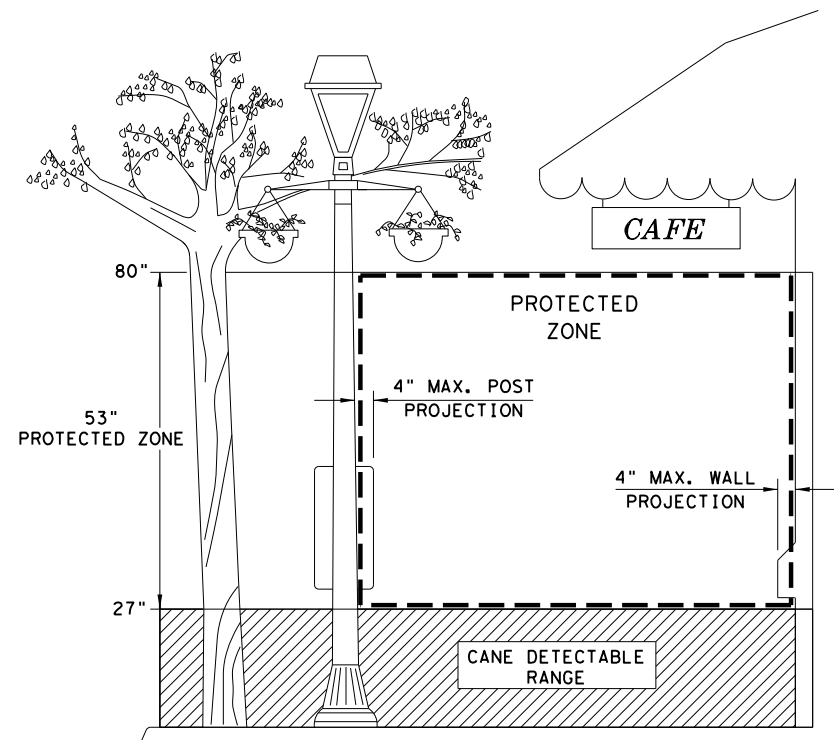 CAFE
80"
PROTECTED
ZONE
4" MAX. POST
PROJECTION
53"
PROTECTED ZONE
4" MAX. WALL
PROJECTION
27"
CANE DETECTABLE
RANGE